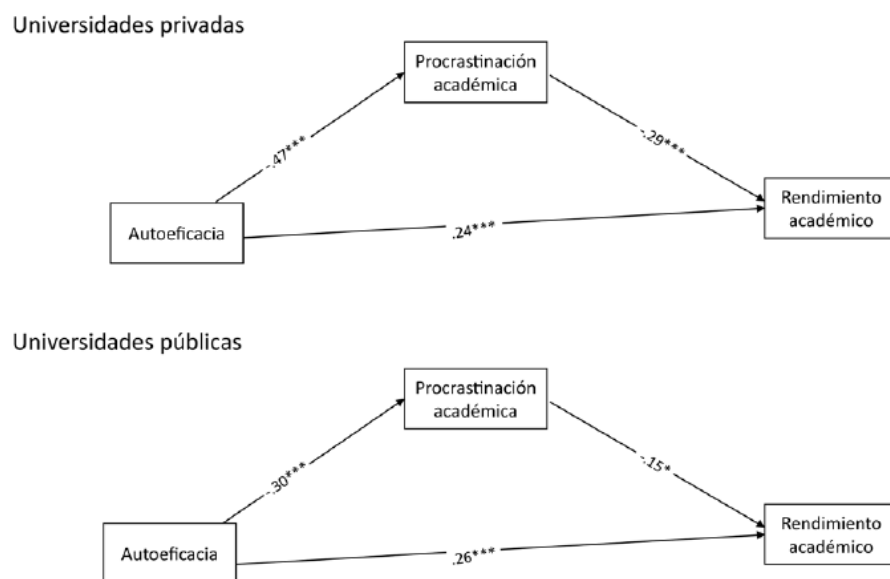 Universidades privadas
Procrastinación
académica
-.47***
-.29***
Rendimiento
académico
Autoeficacia
.24***
Universidades públicas
Procrastinación
académica
-.30***
-.15*
Rendimiento
académico
Autoeficacia
.26***